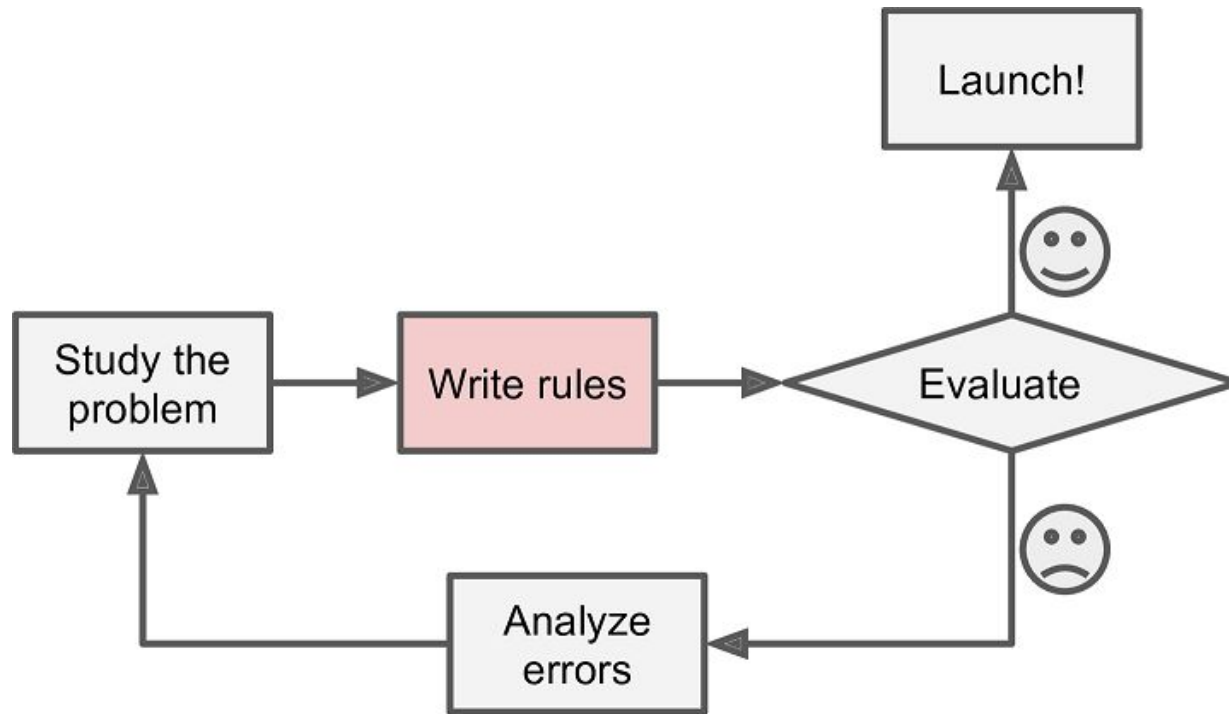 Launch!
Study the
problem
Write rules
Evaluate
Analyze
errors